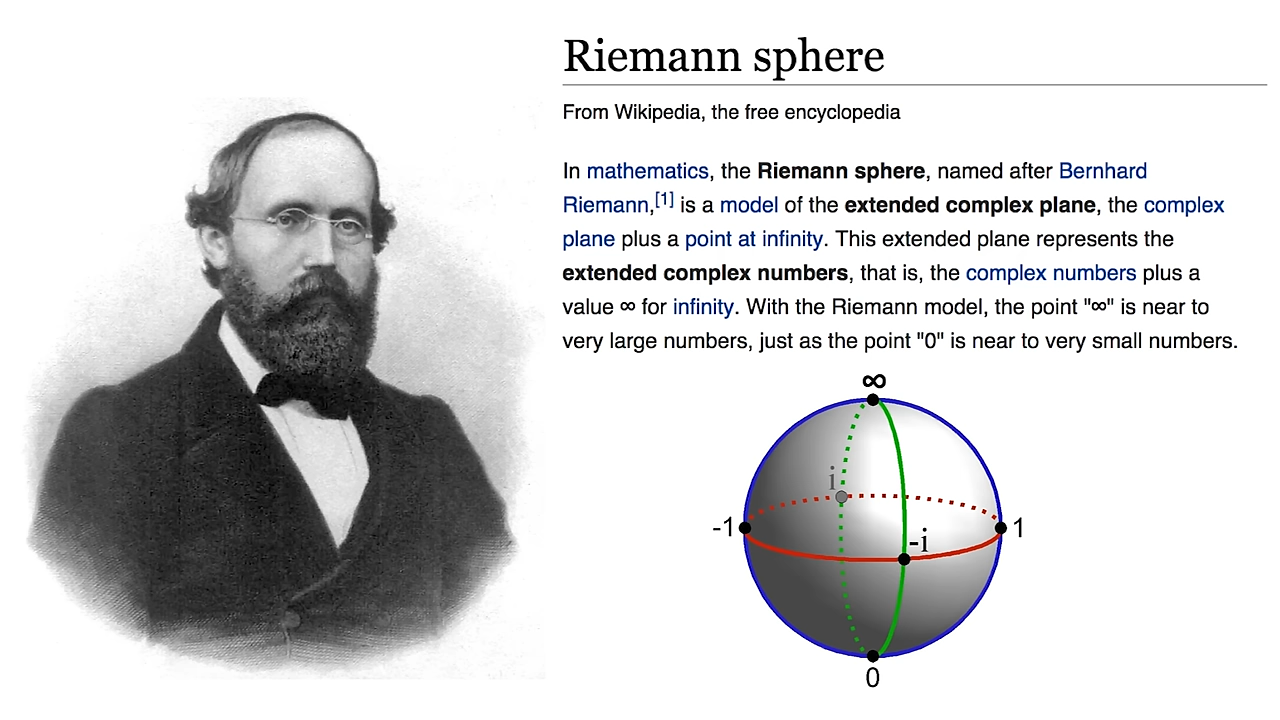 Riemann sphere
From Wikipedia, the free encyclopedia
In mathematics, the Riemann sphere, named after Bernhard
Riemann,[1] is a model of the extended complex plane, the complex
plane plus a point at infinity. This extended plane represents the
extended complex numbers, that is, the complex numbers plus a
value ∞ for infinity. With the Riemann model, the point "∞" is near to
very large numbers, just as the point "0" is near to very small numbers.
∞
i
-1
1
-i
0